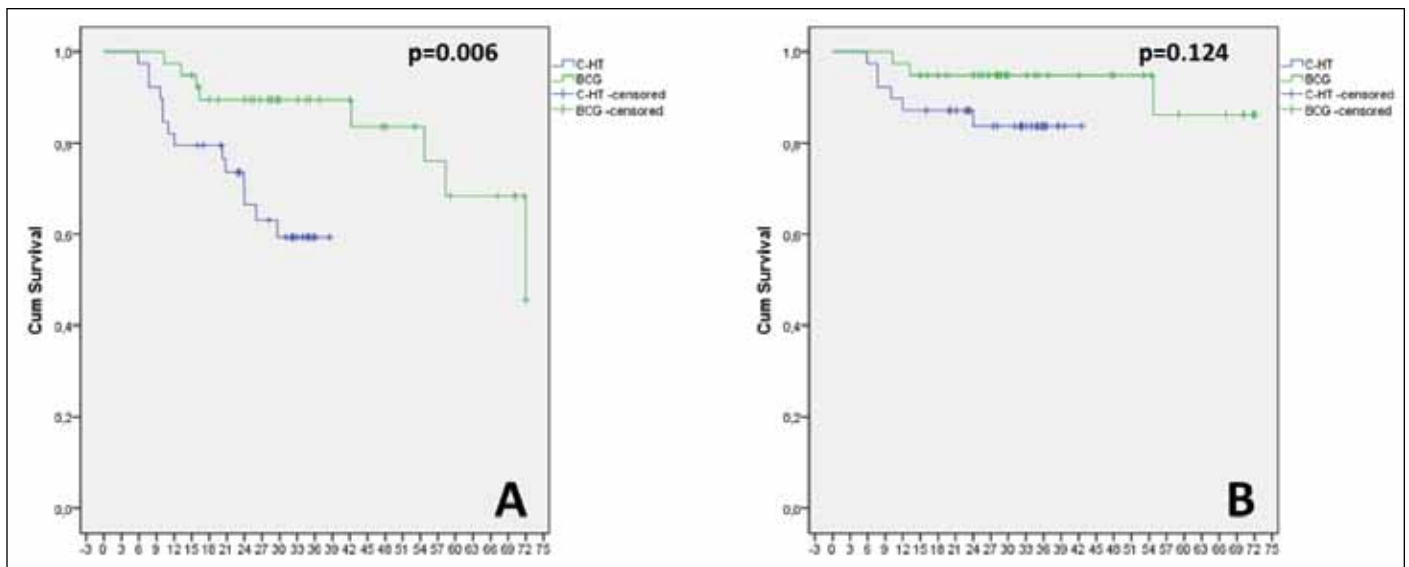 p=0.006
C-HT
BCG
C-HT -censored
BCG -censored
Cum Survival
1,0
0,8
0,6
0,4
0,2
0,0
-3 0 3 6 9 12 15 18 21 24 27 30 33 36 39 42 45 48 51 54 57 60 63 66 69 72 75
A
p=0.124
C-HT
BCG
C-HT -censored
BCG -censored
Cum Survival
1,0
0,8
0,6
0,4
0,2
0,0
-3 0 3 6 9 12 15 18 21 24 27 30 33 36 39 42 45 48 51 54 57 60 63 66 69 72 75
B